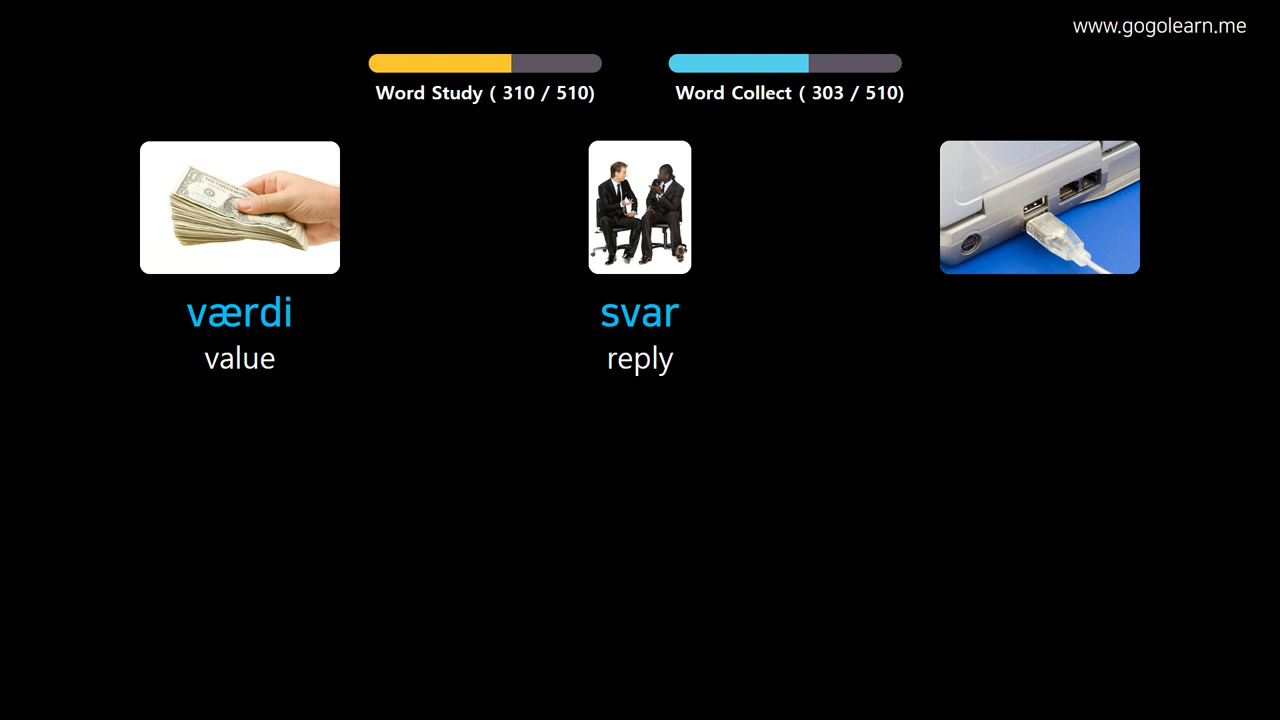 www.gogolearn.me
Word Study ( 310 / 510)
Word Collect ( 303 / 510)
værdi
value
svar
reply